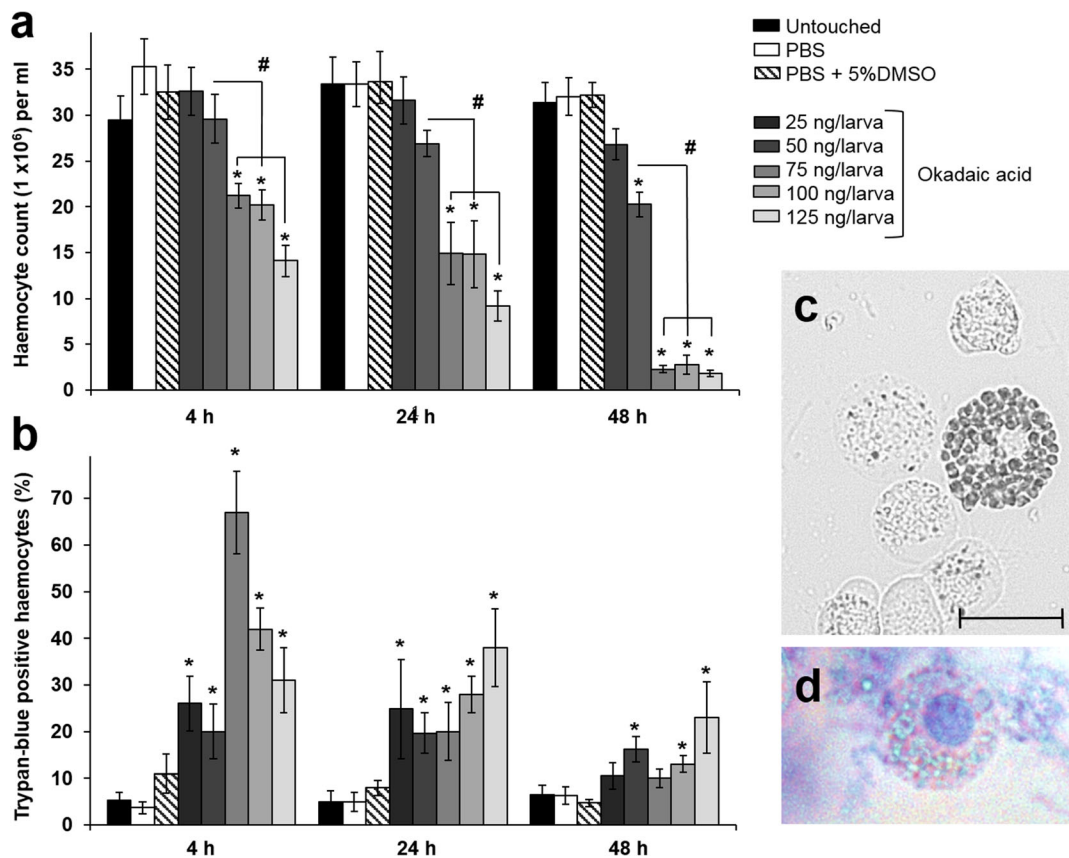 a
Haemocyte count (1 x10⁶) per ml
35
30
25
20
15
10
5
0
#
* * *
#
* * *
#
* * * *
4 h 24 h 48 h
Untouched
PBS
PBS + 5%DMSO
25 ng/larva
50 ng/larva
75 ng/larva
100 ng/larva
125 ng/larva
Okadaic acid
b
Trypan-blue positive haemocytes (%)
70
60
50
40
30
20
10
0
* * * * *
* * * * *
* * *
4 h 24 h 48 h
c
d